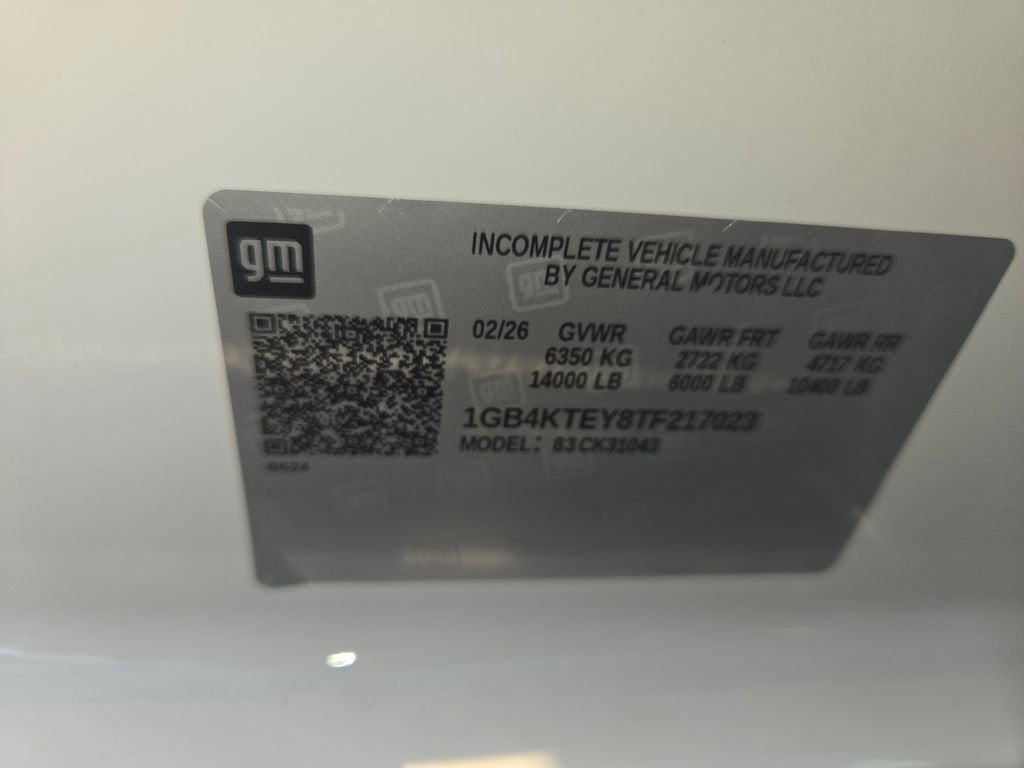 gm
INCOMPLETE VEHICLE MANUFACTURED
BY GENERAL MOTORS LLC
02/26 GVWR GAWR FRT GAWR RR
6350 KG 2722 KG 4717 KG
14000 LB 6000 LB 10400 LB
1GB4KTEY8TF217023
MODEL: 83CK31043
8624